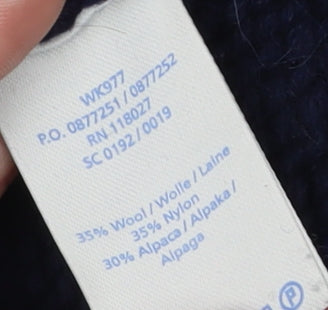 WK977
P.O. 0877251 / 0877252
RN 118027
SC 0192 / 0019
35% Wool / Wolle / Laine
35% Nylon
30% Alpaca / Alpaka /
Alpaga
P